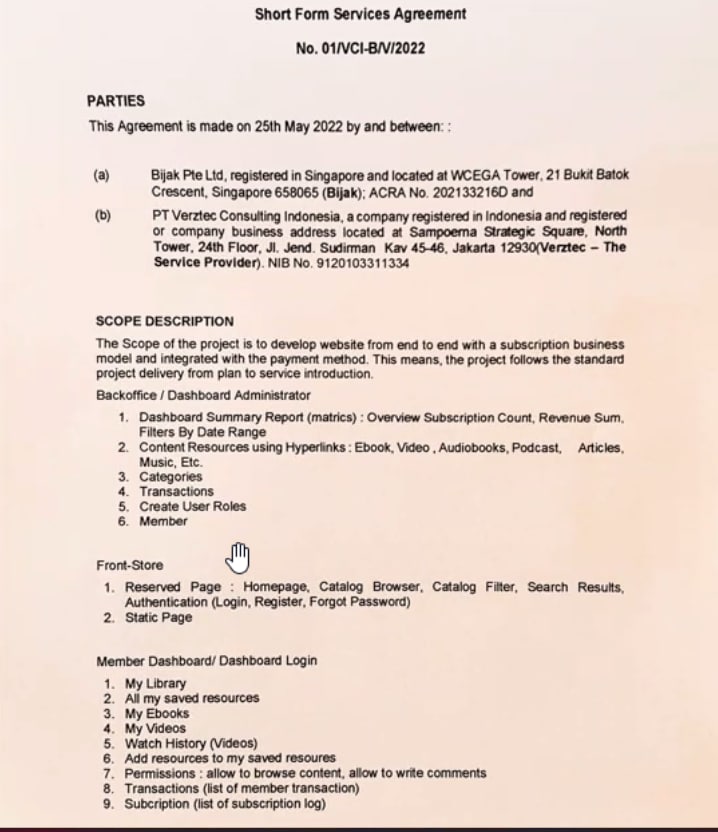 Short Form Services Agreement
No. 01/VCI-B/V/2022
PARTIES
This Agreement is made on 25th May 2022 by and between: :
(a) Bijak Pte Ltd, registered in Singapore and located at WCEGA Tower, 21 Bukit Batok
Crescent, Singapore 658065 (Bijak); ACRA No. 202133216D and
(b) PT Verztec Consulting Indonesia, a company registered in Indonesia and registered
or company business address located at Sampoerna Strategic Square, North
Tower, 24th Floor, Jl. Jend. Sudirman Kav 45-46, Jakarta 12930(Verztec – The
Service Provider). NIB No. 9120103311334
SCOPE DESCRIPTION
The Scope of the project is to develop website from end to end with a subscription business
model and integrated with the payment method. This means, the project follows the standard
project delivery from plan to service introduction.
Backoffice / Dashboard Administrator
1. Dashboard Summary Report (matrics) : Overview Subscription Count, Revenue Sum,
Filters By Date Range
2. Content Resources using Hyperlinks : Ebook, Video , Audiobooks, Podcast, Articles,
Music, Etc.
3. Categories
4. Transactions
5. Create User Roles
6. Member
Front-Store
1. Reserved Page : Homepage, Catalog Browser, Catalog Filter, Search Results,
Authentication (Login, Register, Forgot Password)
2. Static Page
Member Dashboard/ Dashboard Login
1. My Library
2. All my saved resources
3. My Ebooks
4. My Videos
5. Watch History (Videos)
6. Add resources to my saved resoures
7. Permissions : allow to browse content, allow to write comments
8. Transactions (list of member transaction)
9. Subcription (list of subscription log)